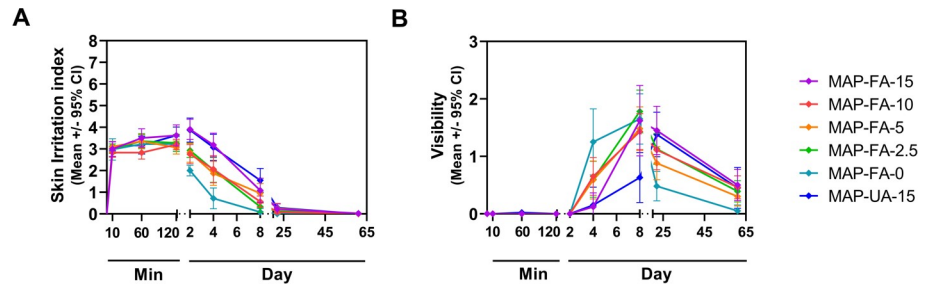 A
Skin Irritation index
(Mean +/- 95% CI)
8
7
6
5
4
3
2
1
0
10 60 120 2 4 6 8 25 45 65
Min Day
B
Visibility
(Mean +/- 95% CI)
3
2
1
0
10 60 120 2 4 6 8 25 45 65
Min Day
MAP-FA-15
MAP-FA-10
MAP-FA-5
MAP-FA-2.5
MAP-FA-0
MAP-UA-15